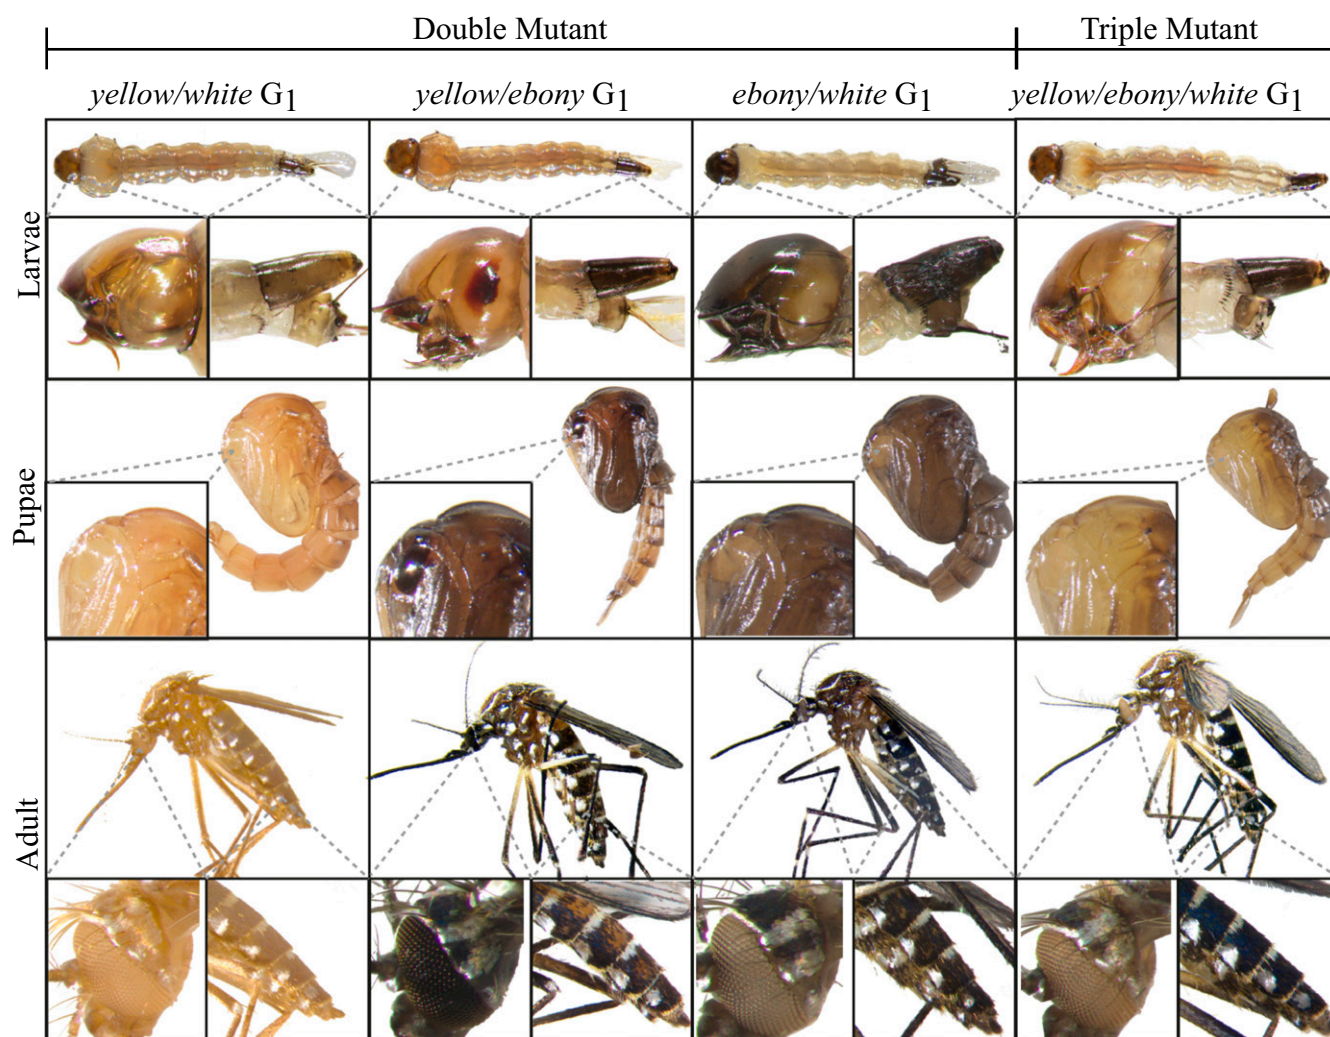 Double Mutant
Triple Mutant
yellow/white G1
yellow/ebony G1
ebony/white G1
yellow/ebony/white G1
Larvae
Pupae
Adult